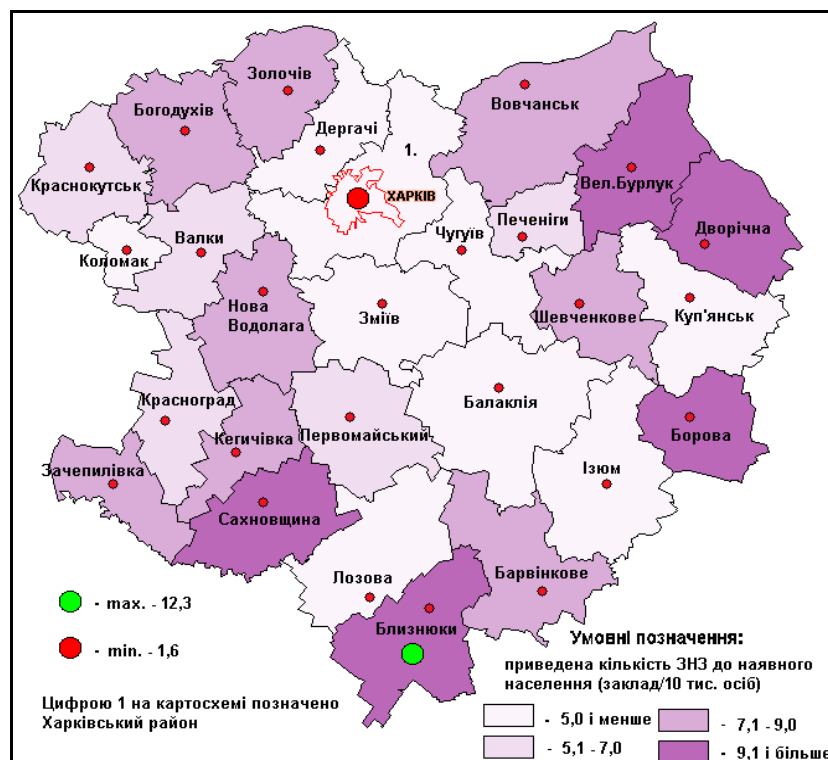 Золочів
Богодухів
Вовчанськ
Дергачі
1.
Краснокутськ
ХАРКІВ
Вел.Бурлук
Печеніги
Дворічна
Валки
Чугуїв
Коломак
Нова
Водолага
Зміїв
Шевченкове
Куп'янськ
Красноград
Балаклія
Кегичівка
Первомайський
Борова
Зачепилівка
Ізюм
Сахновщина
Лозова
Барвінкове
Близнюки
- max. - 12,3
- min. - 1,6
Цифрою 1 на картосхемі позначено
Харківський район
Умовні позначення:
приведена кількість ЗНЗ до наявного
населення (заклад/10 тис. осіб)
- 5,0 і менше
- 7,1 - 9,0
- 5,1 - 7,0
- 9,1 і більше